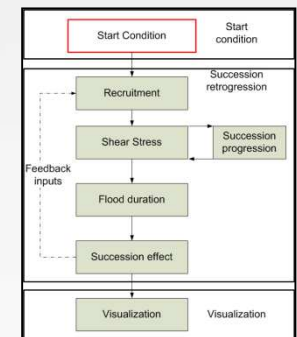 Start Condition
Start
condition
Succession
retrogression
Recruitment
Shear Stress
Succession
progression
Feedback
inputs
Flood duration
Succession effect
Visualization
Visualization